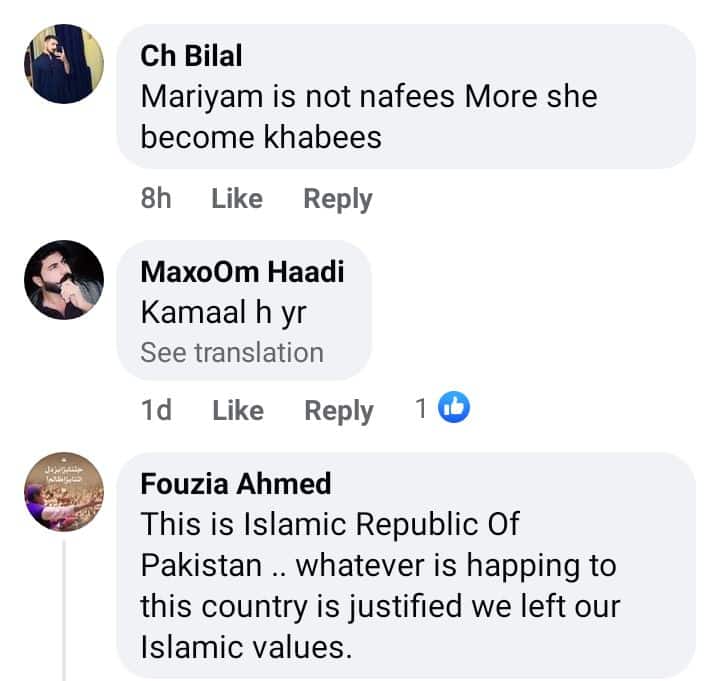 Ch Bilal
Mariyam is not nafees More she
become khabees
8h Like Reply
MaxoOm Haadi
Kamaal h yr
See translation
1d Like Reply 1
Fouzia Ahmed
This is Islamic Republic Of
Pakistan .. whatever is happing to
this country is justified we left our
Islamic values.